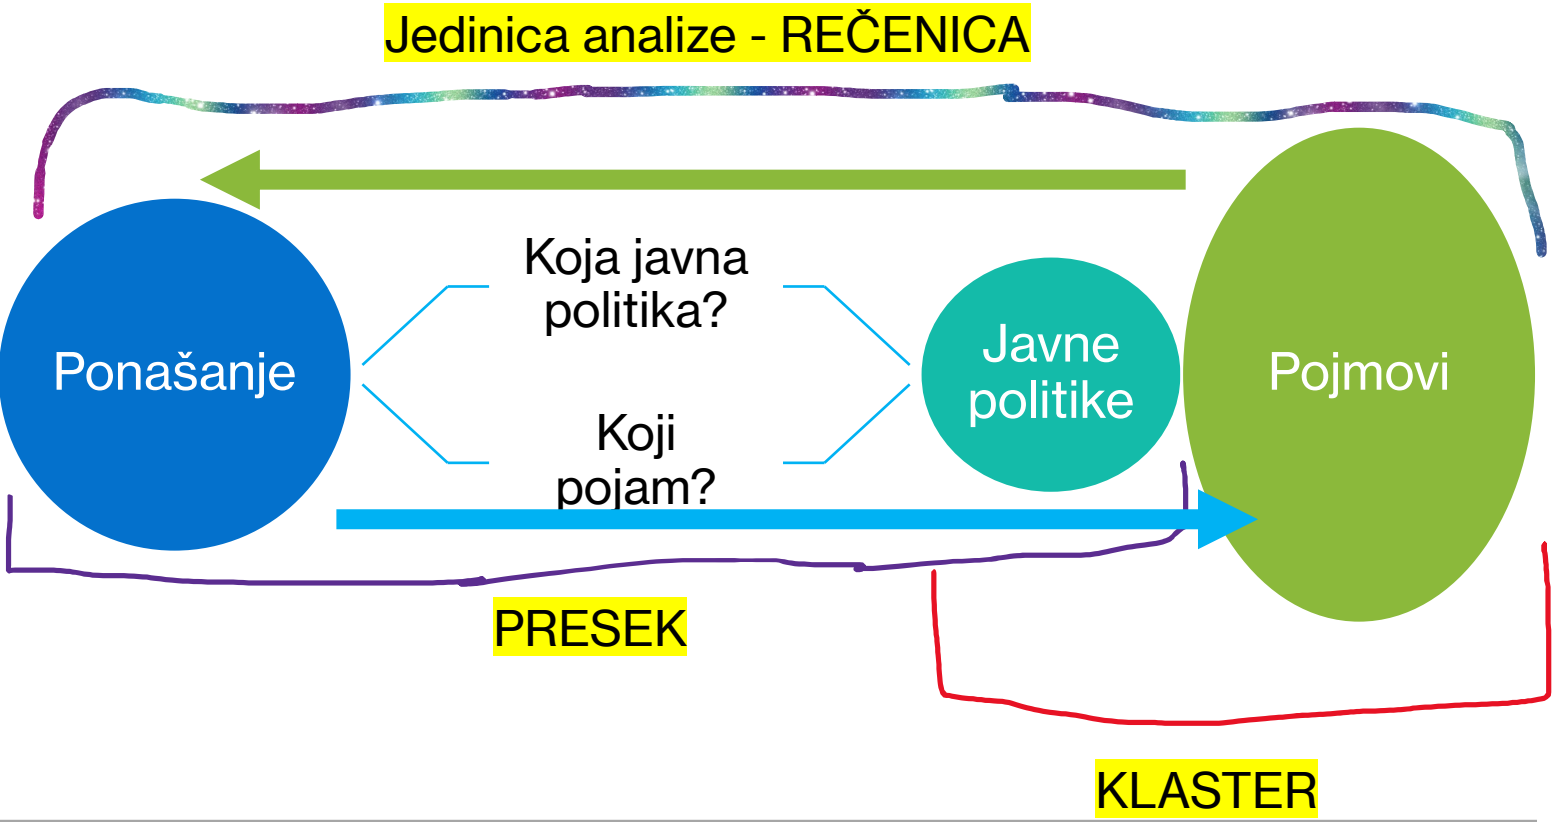 Jedinica analize - REČENICA
Koja javna
politika?
Ponašanje
Javne
politike
Pojmovi
Koji
pojam?
PRESEK
KLASTER